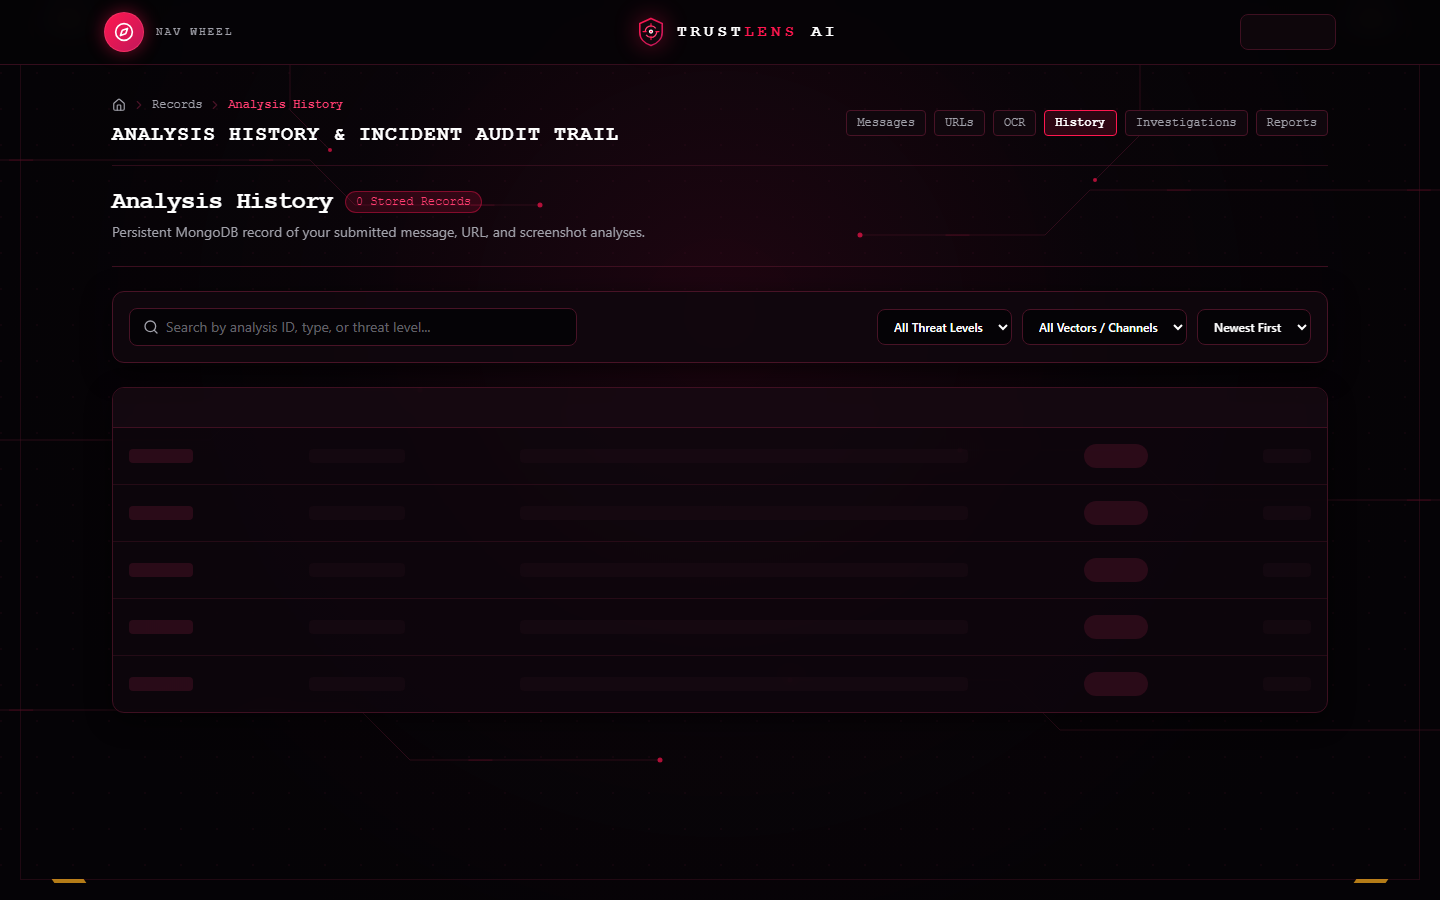 NAV WHEEL
TRUSTLENS AI
Records
Analysis History
ANALYSIS HISTORY & INCIDENT AUDIT TRAIL
Messages
URLs
OCR
History
Investigations
Reports
Analysis History
0 Stored Records
Persistent MongoDB record of your submitted message, URL, and screenshot analyses.
Search by analysis ID, type, or threat level...
All Threat Levels
All Vectors / Channels
Newest First